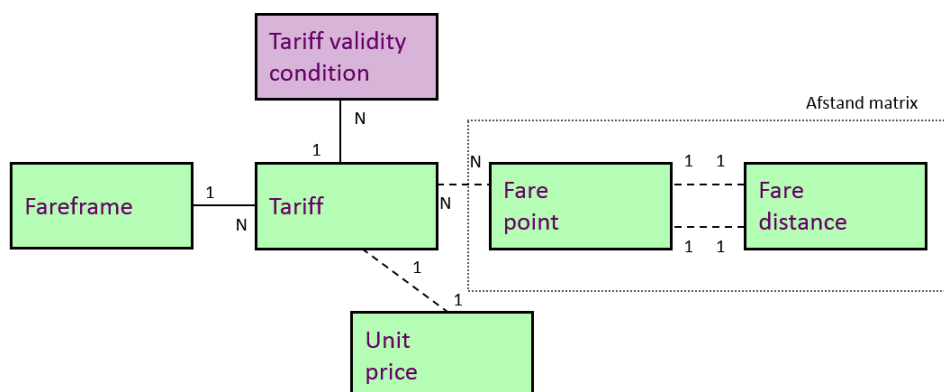 Tariff validity
condition
Afstand matrix
N
1
N
1 1
Fareframe
1
N
Tariff
N
Fare
point
Fare
distance
1 1
1
1
Unit
price